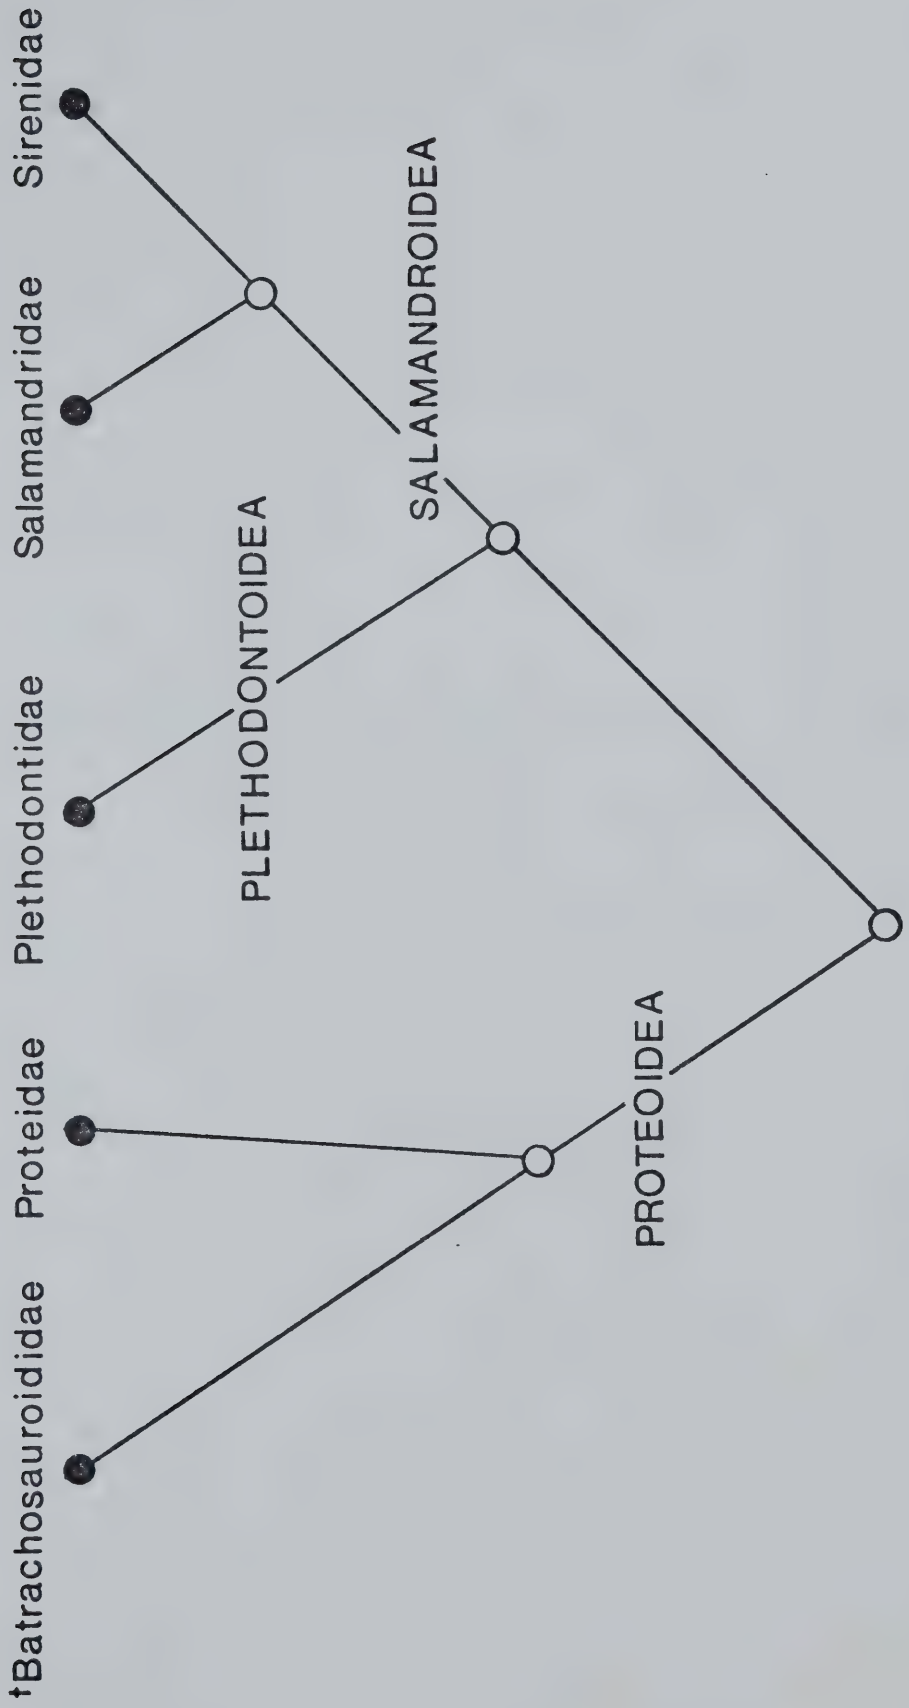 †Batrachosauroididae
Proteidae
Plethodontidae
Salamandridae
Sirenidae
PLETHODONTOIDEA
SALAMANDROIDEA
PROTEOIDEA